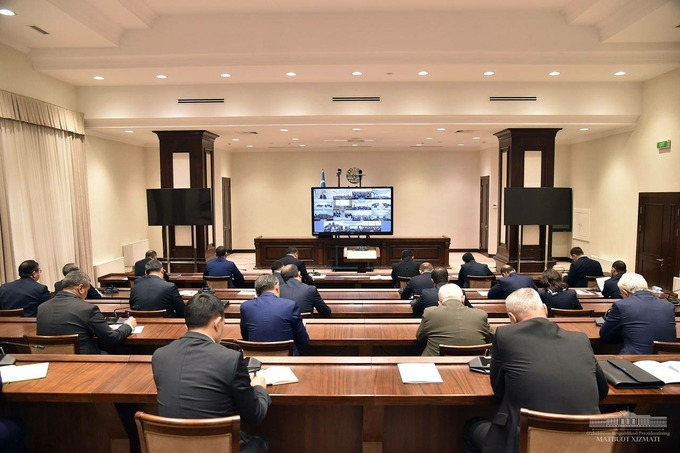 O‘zbekiston Respublikasi Prezidentining
MATBUOT XIZMATI